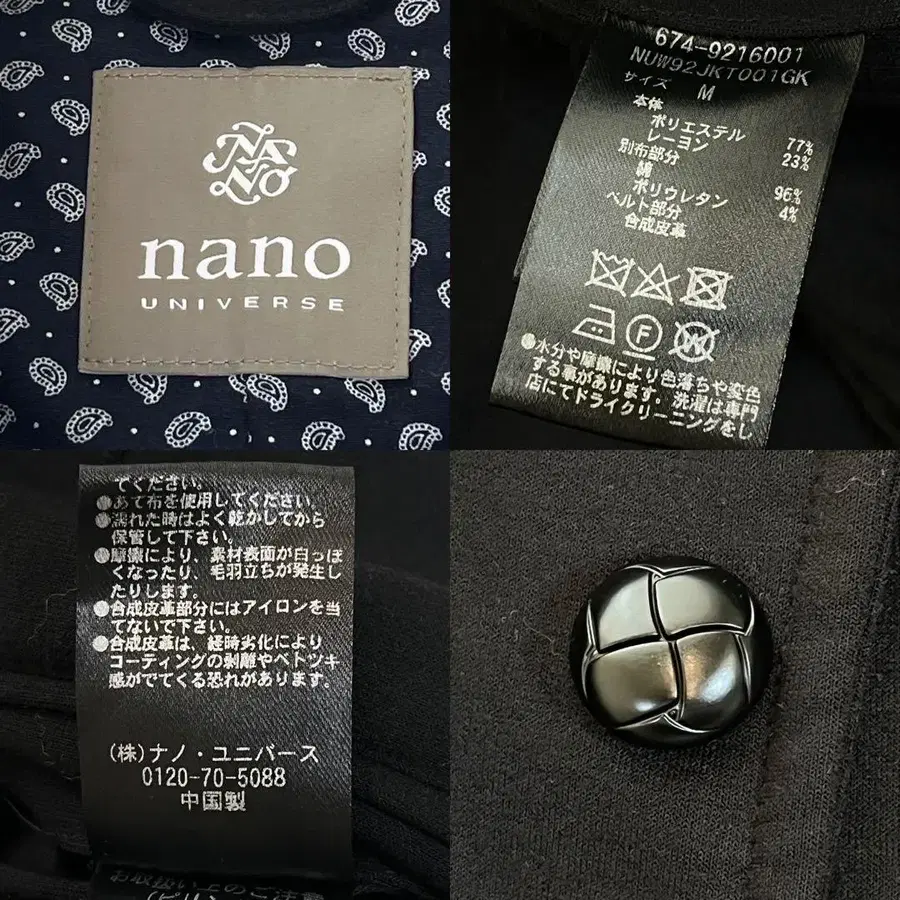 NA
NO
nano
UNIVERSE
674-9216001
NUW92JKT001GK
サイズ M
本体
ポリエステル 77%
レーヨン 23%
別布部分
綿 96%
ポリウレタン 4%
ベルト部分
合成皮革
F
W
●水分や摩擦により色落ちや変色
する事があります。洗濯は専門
店にてドライクリーニングをし
てください。
●あて布を使用してください。
●濡れた時はよく乾かしてから
保管して下さい。
●摩擦により、素材表面が白っぽ
くなったり、毛羽立ちが発生し
たりします。
●合成皮革部分にはアイロンを当
てないで下さい。
●合成皮革は、経時劣化により
コーティングの剥離やベトツキ
感がでてくる恐れがあります。
(株)ナノ・ユニバース
0120-70-5088
中国製
お取扱い上のご注意